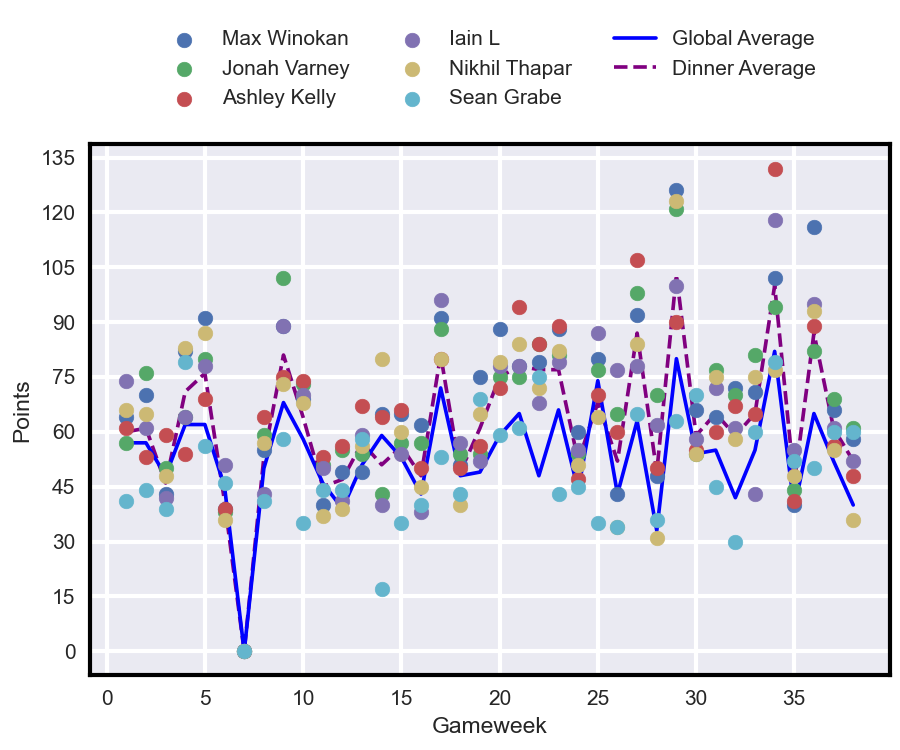 Max Winokan Iain L Global Average
Jonah Varney Nikhil Thapar Dinner Average
Ashley Kelly Sean Grabe
135
120
105
90
75
60
45
30
15
0
Points
0 5 10 15 20 25 30 35
Gameweek